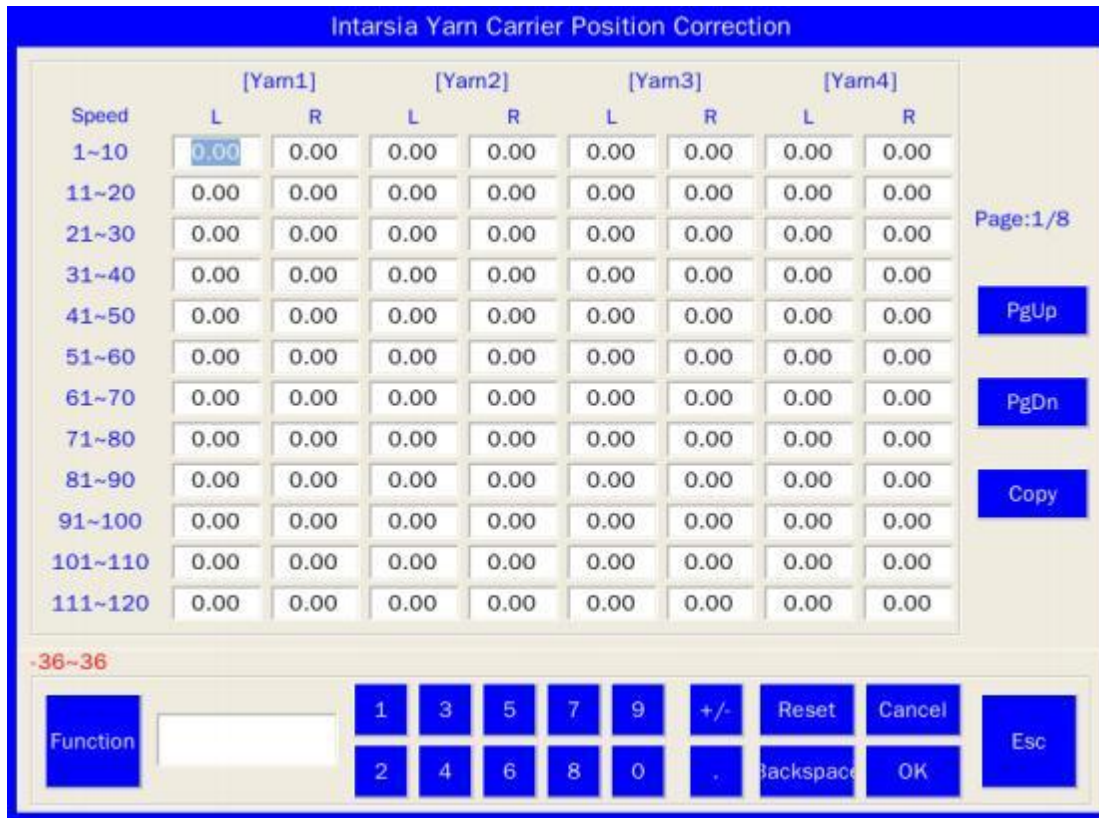 Intarsia Yarn Carrier Position Correction
[Yarn1] [Yarn2] [Yarn3] [Yarn4]
Speed L R L R L R L R
1~10 0.00 0.00 0.00 0.00 0.00 0.00 0.00 0.00
11~20 0.00 0.00 0.00 0.00 0.00 0.00 0.00 0.00
21~30 0.00 0.00 0.00 0.00 0.00 0.00 0.00 0.00
Page:1/8
31~40 0.00 0.00 0.00 0.00 0.00 0.00 0.00 0.00
41~50 0.00 0.00 0.00 0.00 0.00 0.00 0.00 0.00
PgUp
51~60 0.00 0.00 0.00 0.00 0.00 0.00 0.00 0.00
61~70 0.00 0.00 0.00 0.00 0.00 0.00 0.00 0.00
PgDn
71~80 0.00 0.00 0.00 0.00 0.00 0.00 0.00 0.00
81~90 0.00 0.00 0.00 0.00 0.00 0.00 0.00 0.00
Copy
91~100 0.00 0.00 0.00 0.00 0.00 0.00 0.00 0.00
101~110 0.00 0.00 0.00 0.00 0.00 0.00 0.00 0.00
111~120 0.00 0.00 0.00 0.00 0.00 0.00 0.00 0.00
-36~36
1 3 5 7 9 +/- Reset Cancel
Function Esc
2 4 6 8 0 . Backspace OK